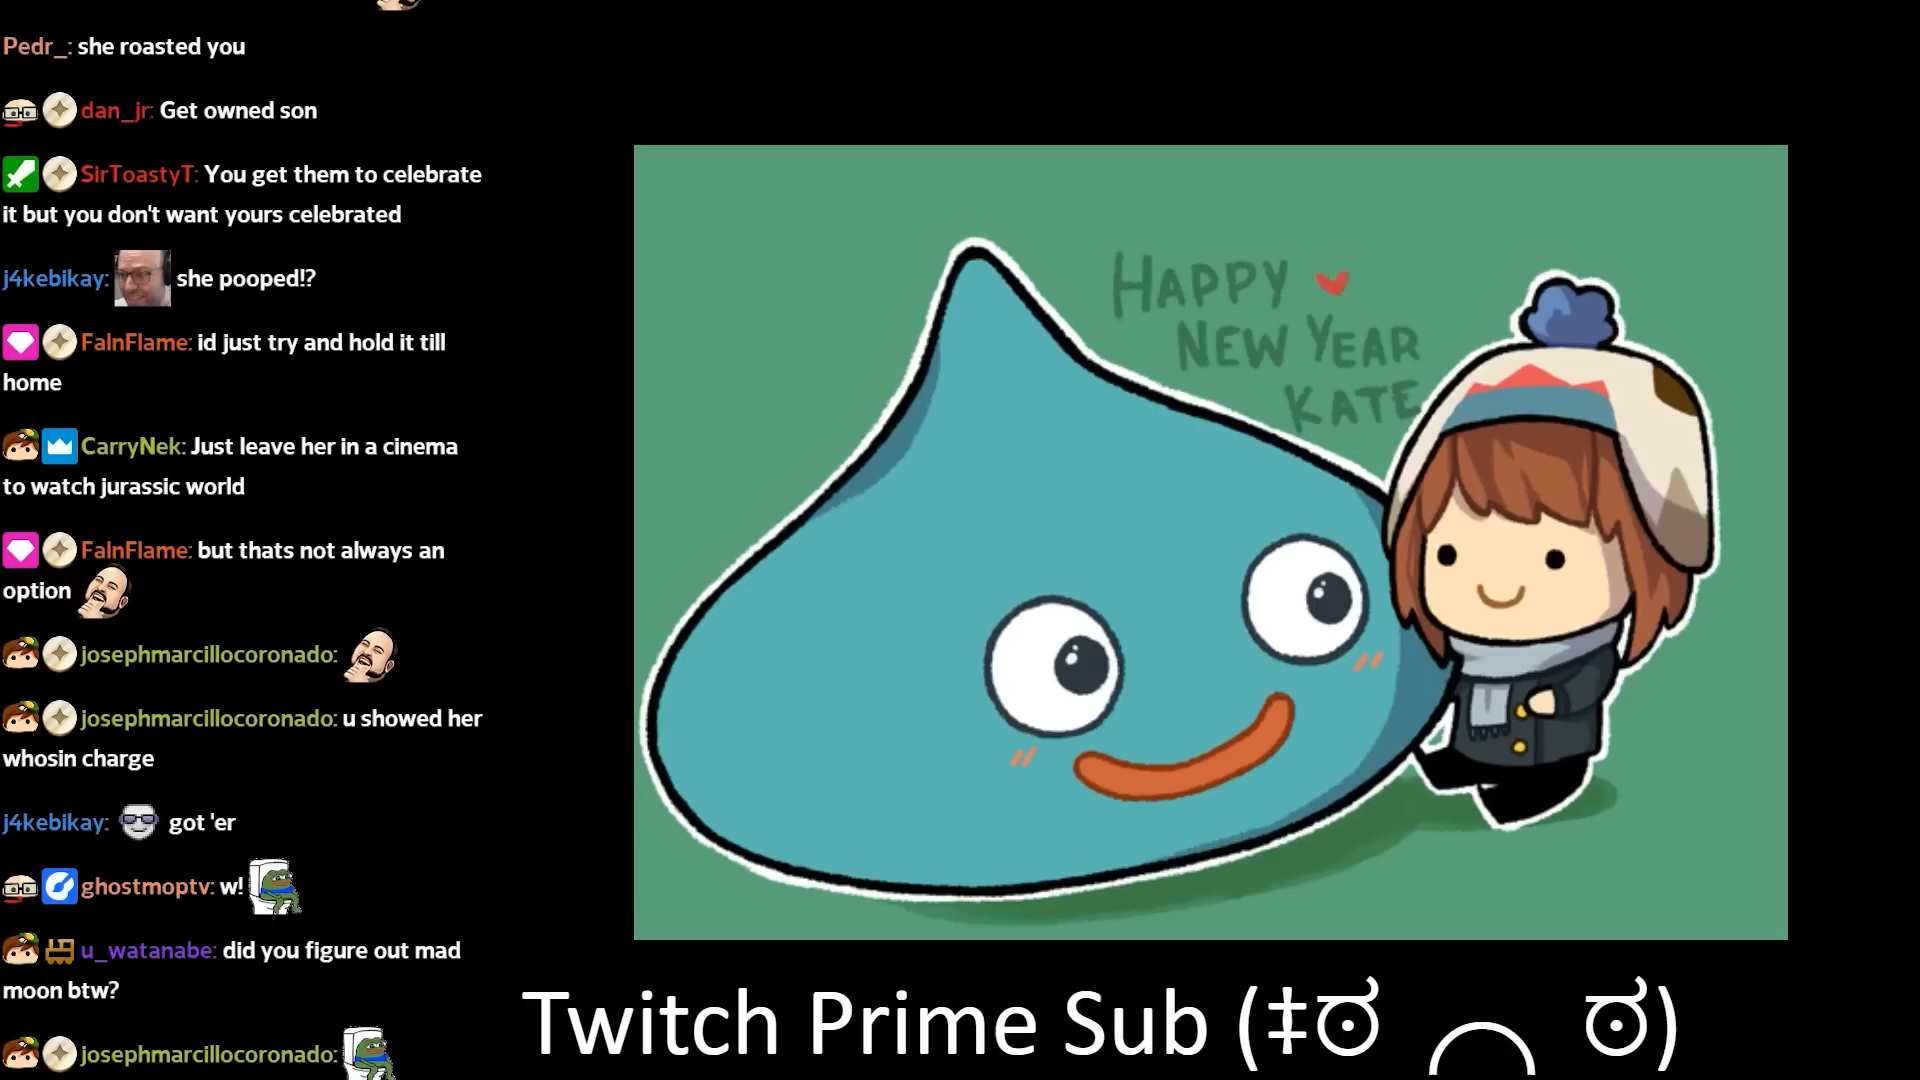 Pedr_: she roasted you
dan_jr: Get owned son
SirToastyT: You get them to celebrate
it but you don't want yours celebrated
j4kebikay: she pooped!?
FalnFlame: id just try and hold it till
home
CarryNek: Just leave her in a cinema
to watch jurassic world
FalnFlame: but thats not always an
option
josephmarcillocoronado:
josephmarcillocoronado: u showed her
whosin charge
j4kebikay: got 'er
ghostmoptv: w!
u_watanabe: did you figure out mad
moon btw?
josephmarcillocoronado:
HAPPY
NEW YEAR
KATE
Twitch Prime Sub (‡ಠ ⁔ ಠ)